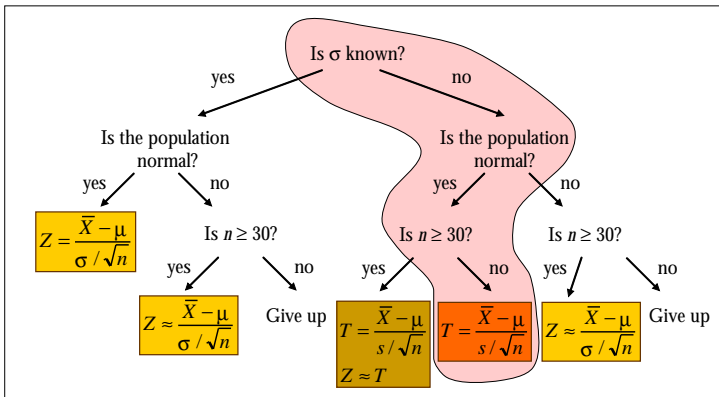 Is σ known?
yes
no
Is the population
normal?
Is the population
normal?
yes
no
yes
no
Z = (X̄ − μ) / (σ / √n)
Is n ≥ 30?
Is n ≥ 30?
Is n ≥ 30?
yes
no
yes
no
yes
no
Z ≈ (X̄ − μ) / (σ / √n)
Give up
T = (X̄ − μ) / (s / √n)
Z ≈ T
T = (X̄ − μ) / (s / √n)
Z ≈ (X̄ − μ) / (σ / √n)
Give up